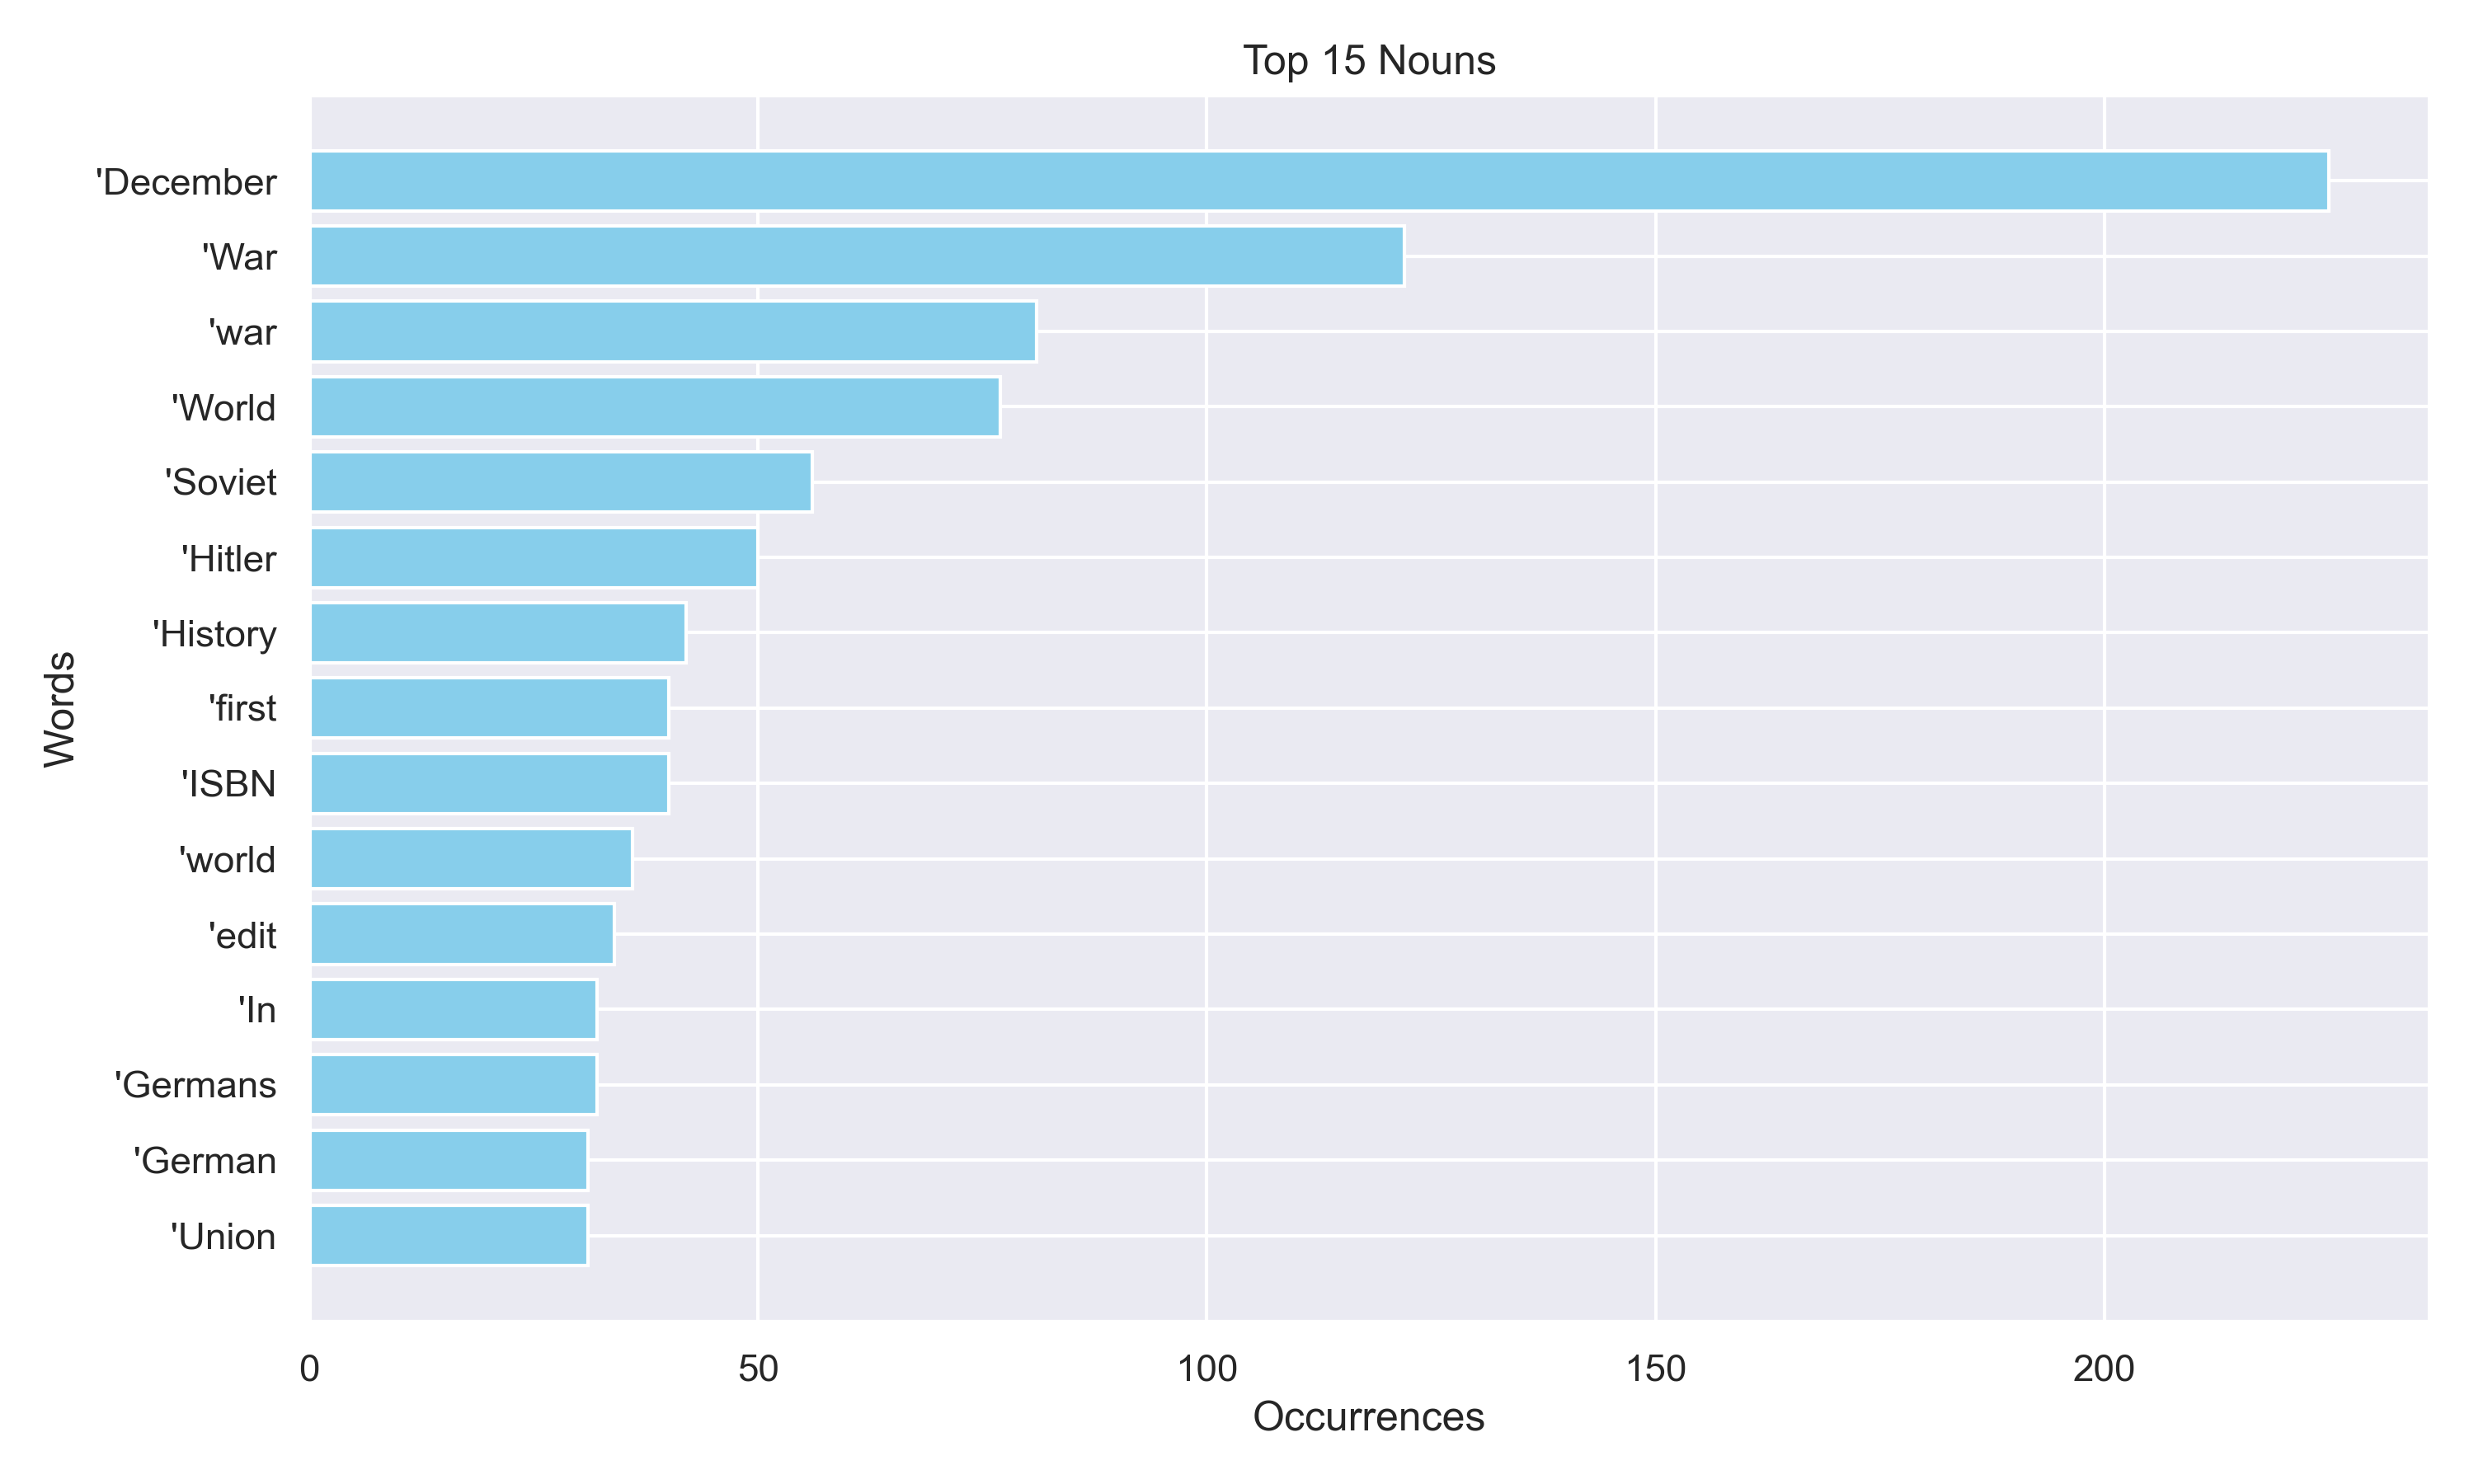 Top 15 Nouns
Words
'December
'War
'war
'World
'Soviet
'Hitler
'History
'first
'ISBN
'world
'edit
'In
'Germans
'German
'Union
0 50 100 150 200
Occurrences